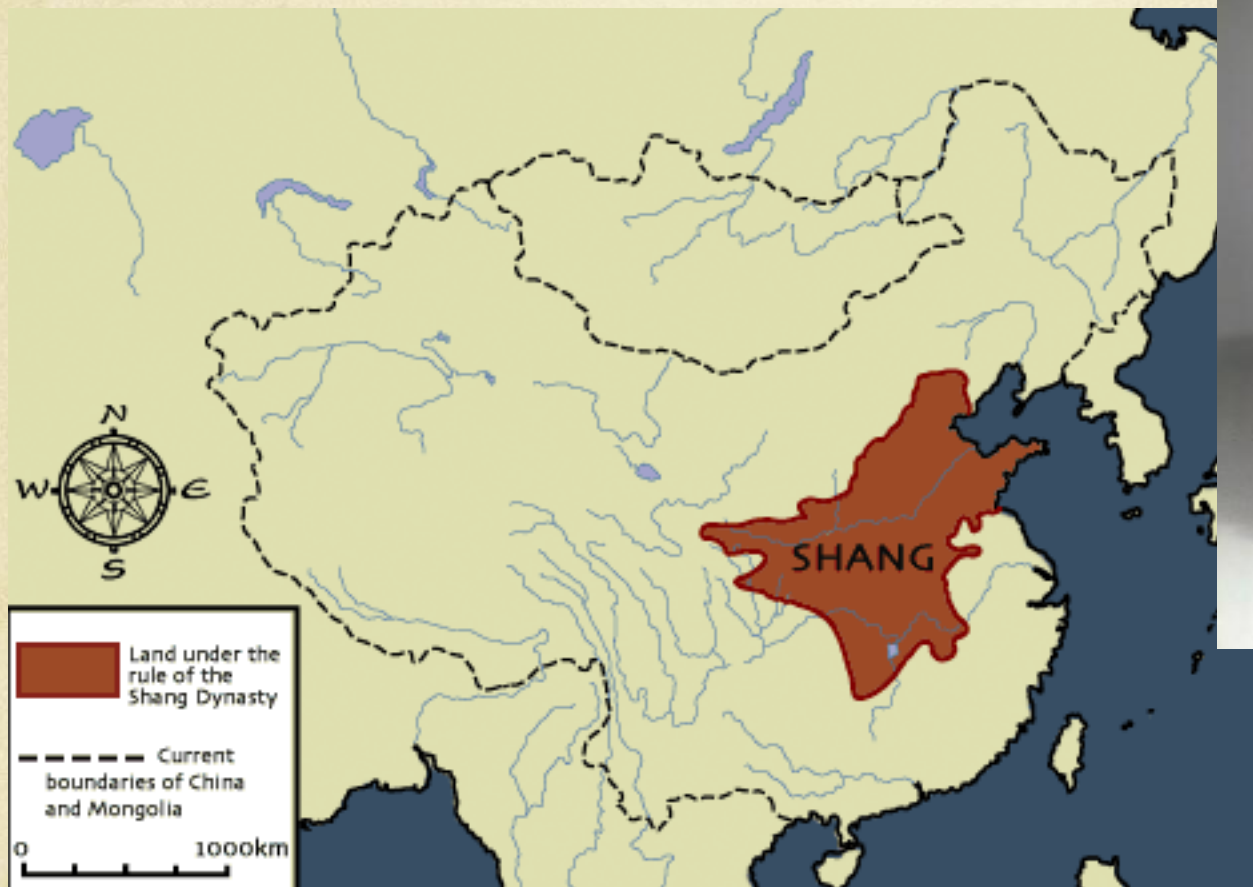 N
W
E
S
SHANG
Land under the
rule of the
Shang Dynasty
Current
boundaries of China
and Mongolia
0
1000km